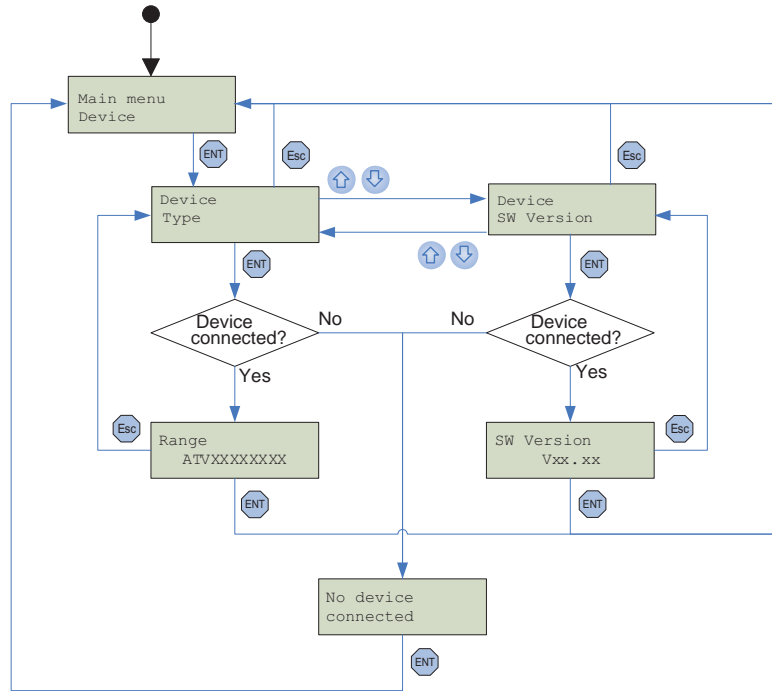 Main menu
Device
ENT
Esc
Esc
Device
Type
Device
SW Version
ENT
ENT
Device
connected?
No
No
Device
connected?
Yes
Yes
Esc
Range
ATVXXXXXXXX
SW Version
Vxx.xx
Esc
ENT
ENT
No device
connected
ENT